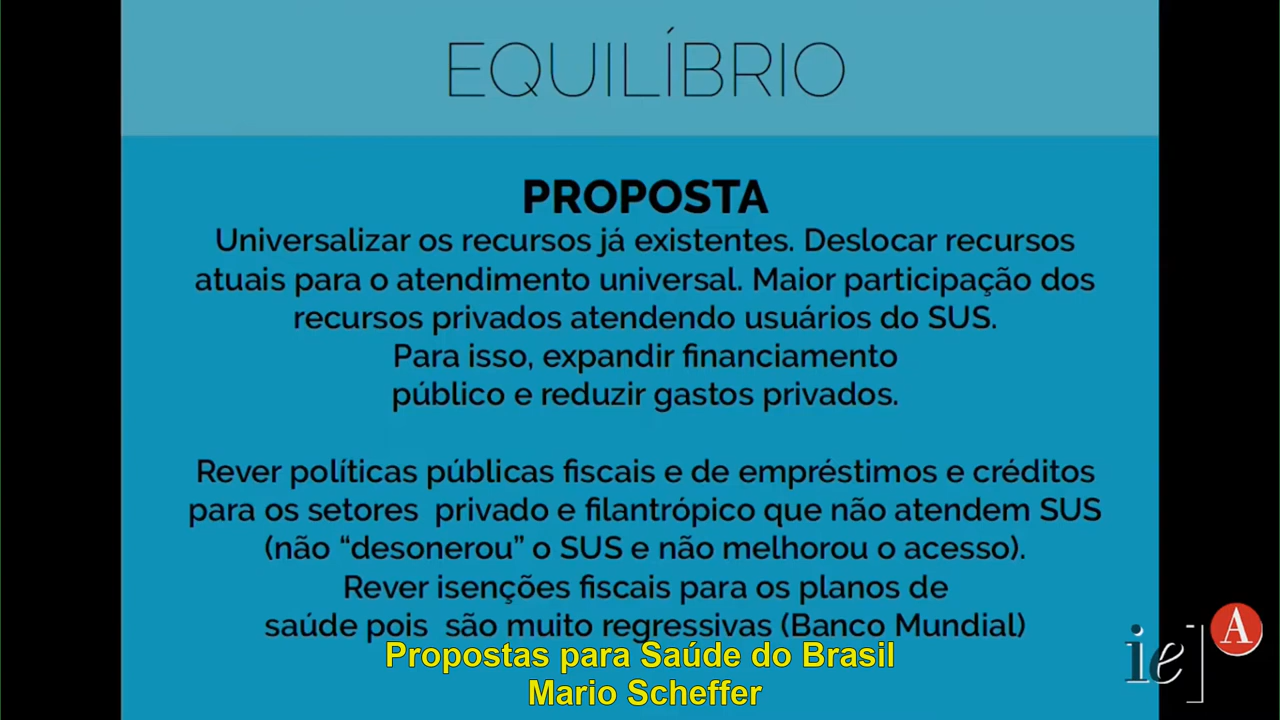 EQUILÍBRIO
PROPOSTA
Universalizar os recursos já existentes. Deslocar recursos
atuais para o atendimento universal. Maior participação dos
recursos privados atendendo usuários do SUS.
Para isso, expandir financiamento
público e reduzir gastos privados.
Rever políticas públicas fiscais e de empréstimos e créditos
para os setores privado e filantrópico que não atendem SUS
(não “desonerou” o SUS e não melhorou o acesso).
Rever isenções fiscais para os planos de
saúde pois são muito regressivas (Banco Mundial)
Propostas para Saúde do Brasil
Mario Scheffer
ie] A